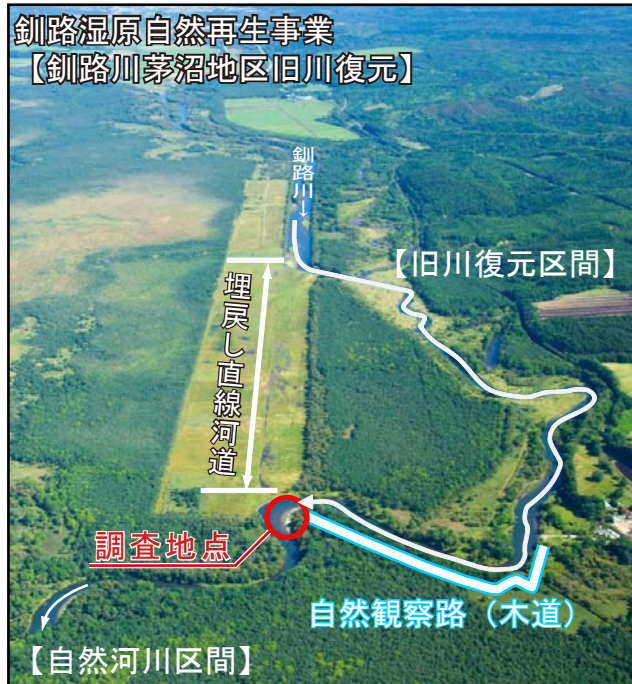 釧路湿原自然再生事業
【釧路川茅沼地区旧川復元】
釧路川→
【旧川復元区間】
埋戻し直線河道
調査地点
自然観察路（木道）
【自然河川区間】